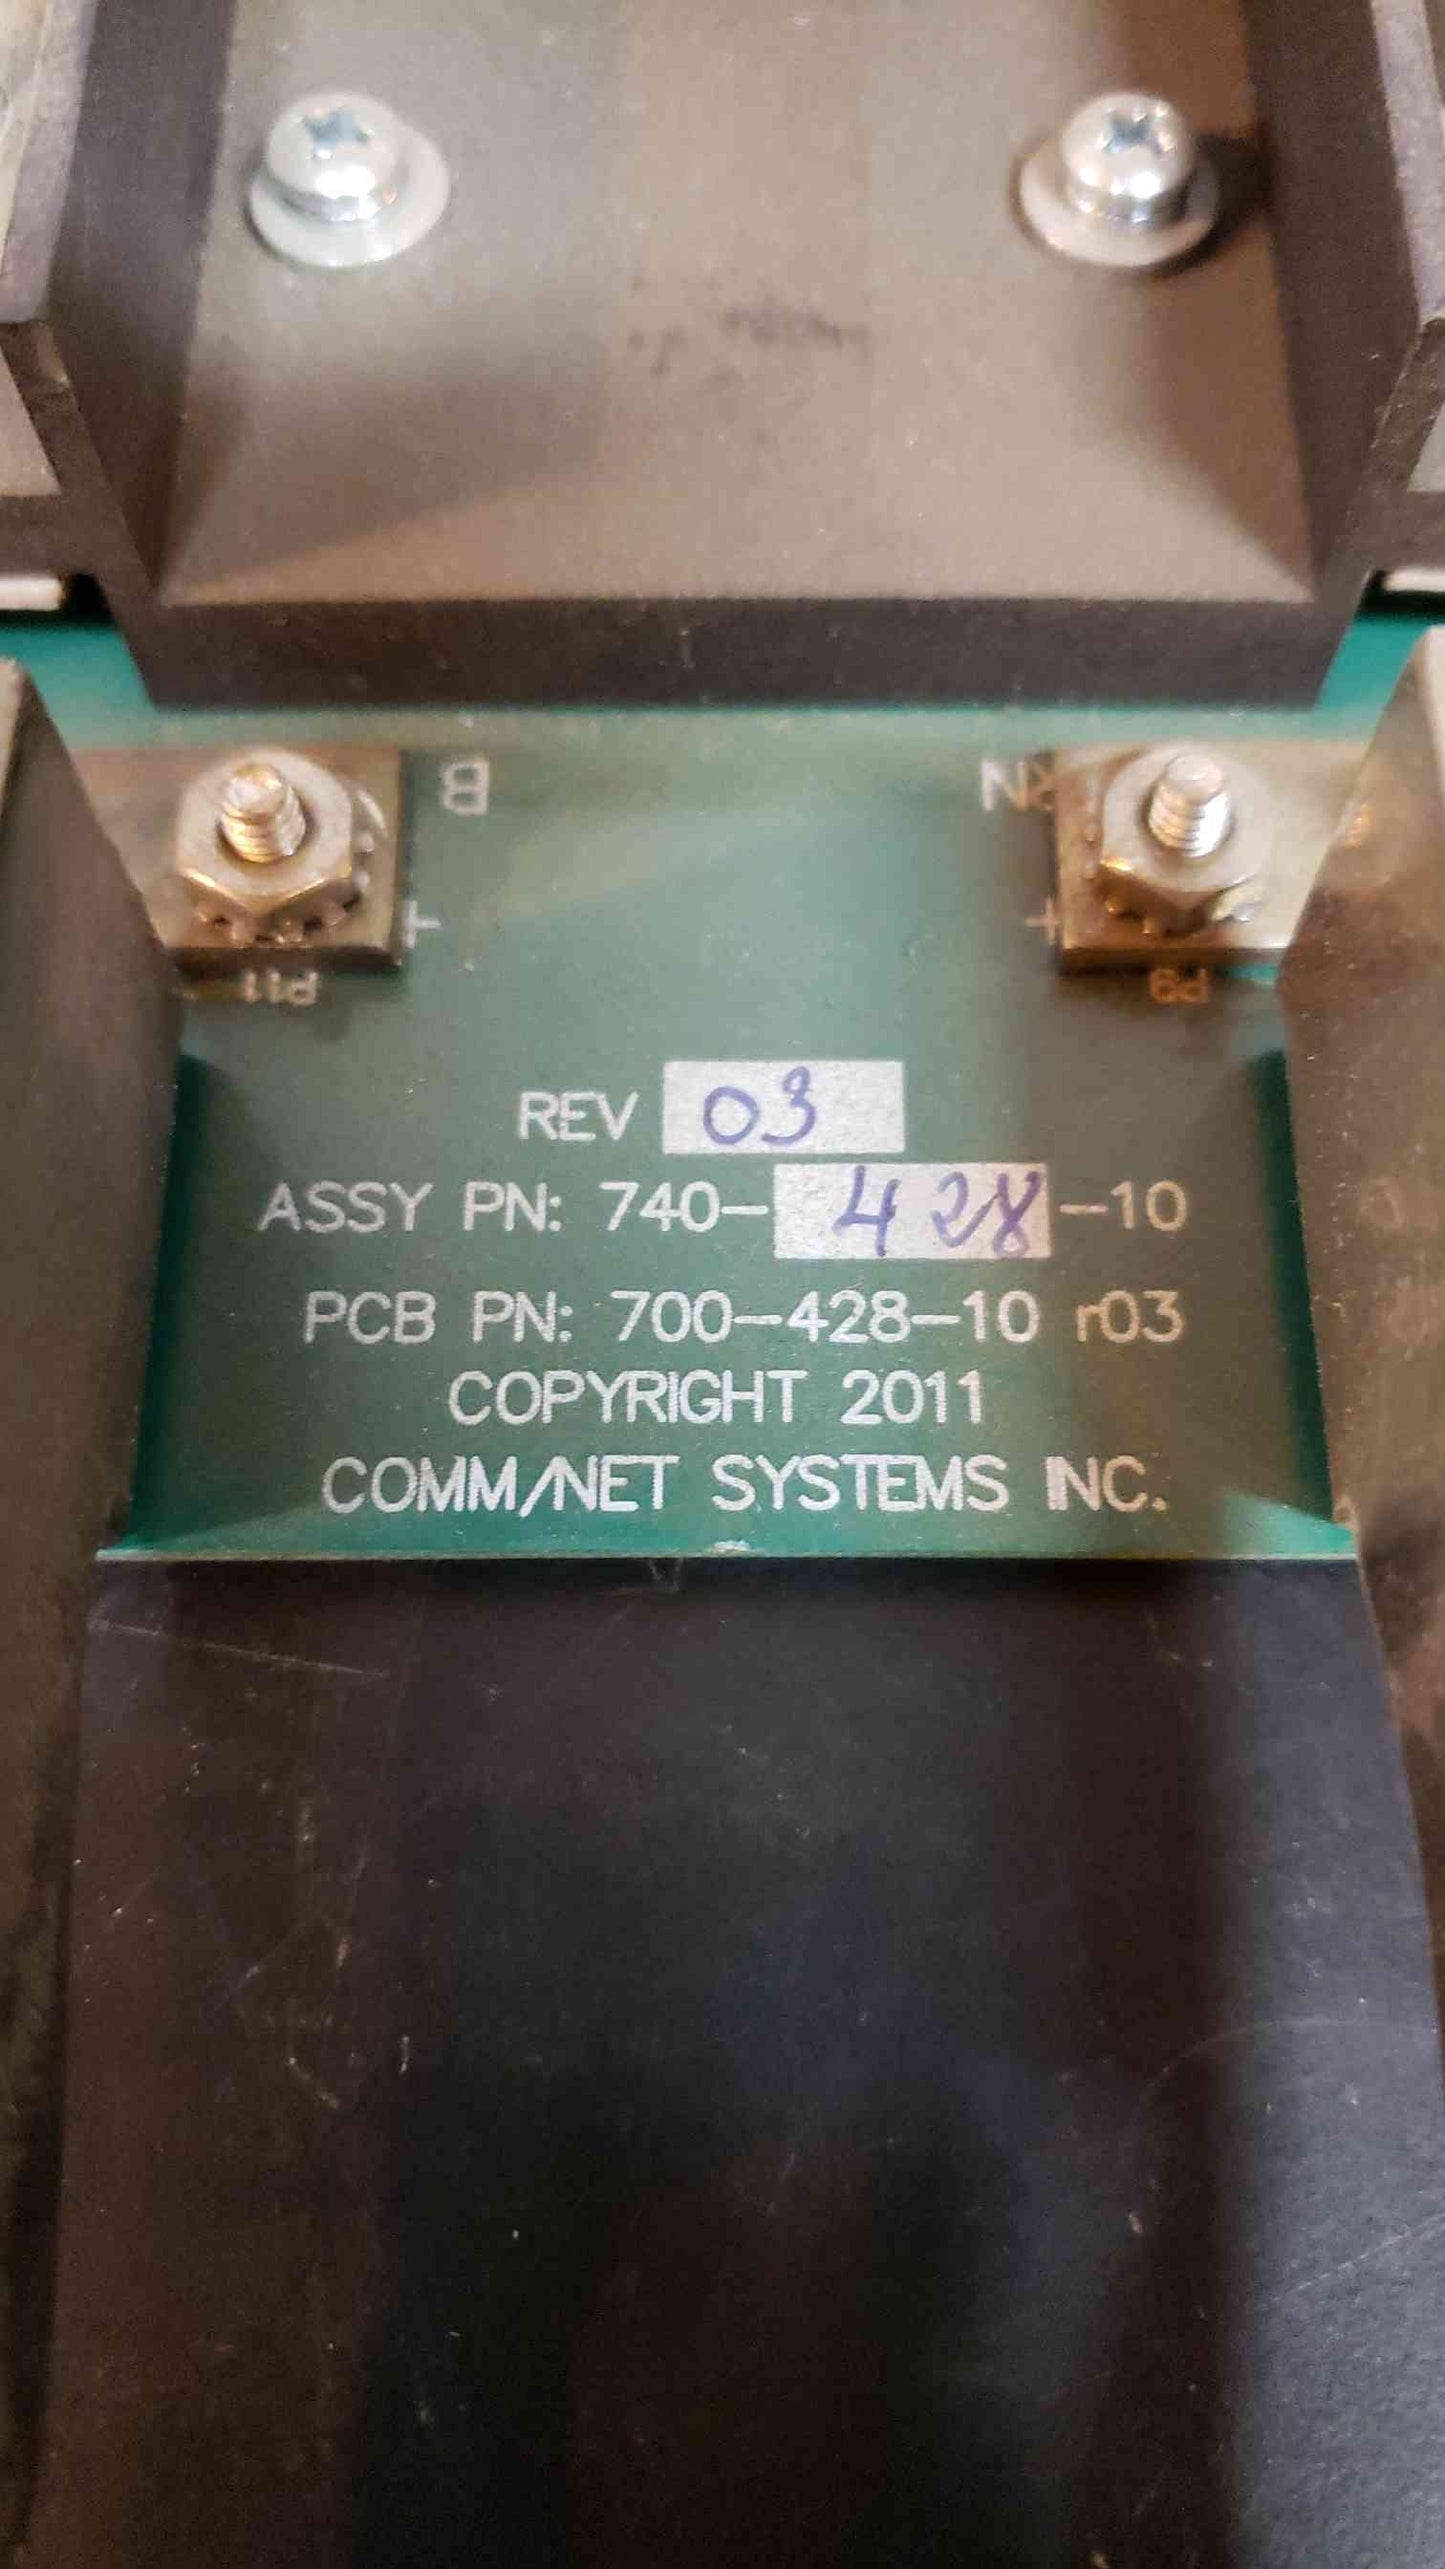 B
RN
+
+
P11
P9
REV 03
ASSY PN: 740-428-10
PCB PN: 700-428-10 r03
COPYRIGHT 2011
COMM/NET SYSTEMS INC.